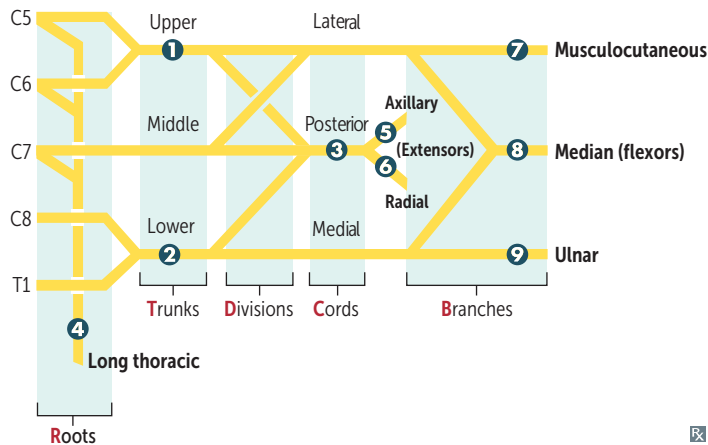 C5
Upper
Lateral
1
7
Musculocutaneous
C6
Axillary
Middle
Posterior
5
C7
3
(Extensors)
8
Median (flexors)
6
Radial
C8
Lower
Medial
2
9
Ulnar
T1
Trunks
Divisions
Cords
Branches
4
Long thoracic
Roots
Rx